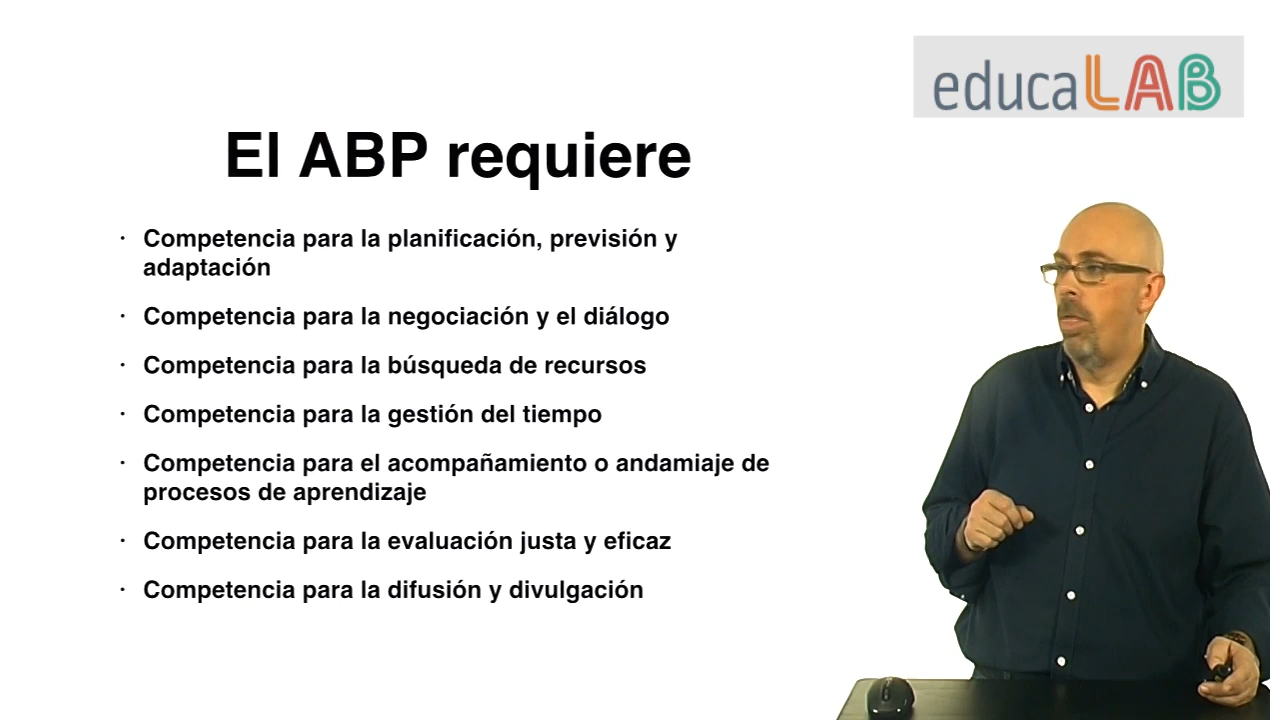 educaLAB
El ABP requiere
· Competencia para la planificación, previsión y
adaptación
· Competencia para la negociación y el diálogo
· Competencia para la búsqueda de recursos
· Competencia para la gestión del tiempo
· Competencia para el acompañamiento o andamiaje de
procesos de aprendizaje
· Competencia para la evaluación justa y eficaz
· Competencia para la difusión y divulgación